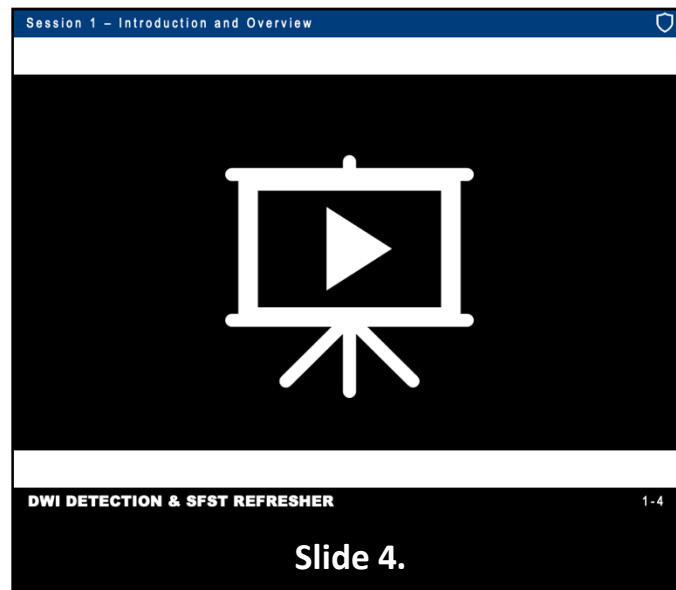 Session 1 – Introduction and Overview
DWI DETECTION & SFST REFRESHER
1-4
Slide 4.